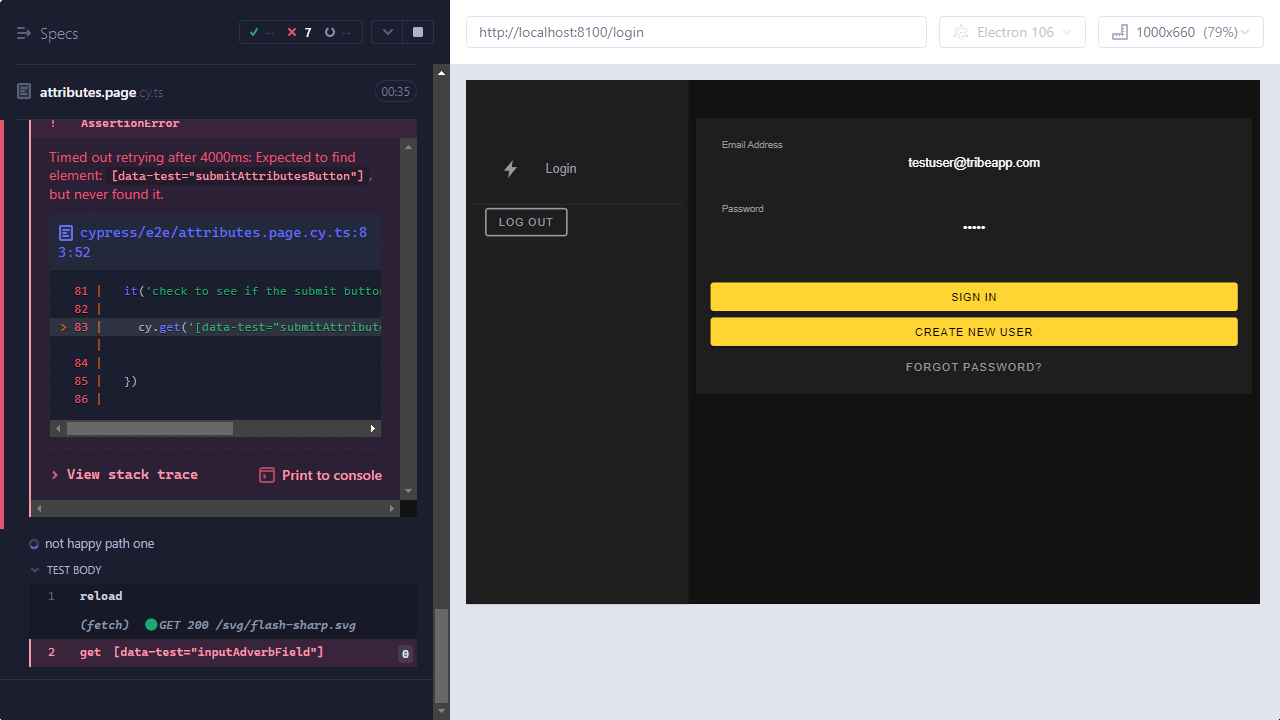 Specs
-- 7 --
attributes.page.cy.ts 00:35
! AssertionError
Timed out retrying after 4000ms: Expected to find
element: [data-test="submitAttributesButton"],
but never found it.
cypress/e2e/attributes.page.cy.ts:8
3:52
81 | it('check to see if the submit button
82 |
> 83 | cy.get('[data-test="submitAttribute
|
84 |
85 | })
86 |
View stack trace Print to console
not happy path one
TEST BODY
1 reload
(fetch) GET 200 /svg/flash-sharp.svg
2 get [data-test="inputAdverbField"] 0
http://localhost:8100/login
Electron 106
1000x660 (79%)
Login
LOG OUT
Email Address
testuser@tribeapp.com
Password
•••••
SIGN IN
CREATE NEW USER
FORGOT PASSWORD?